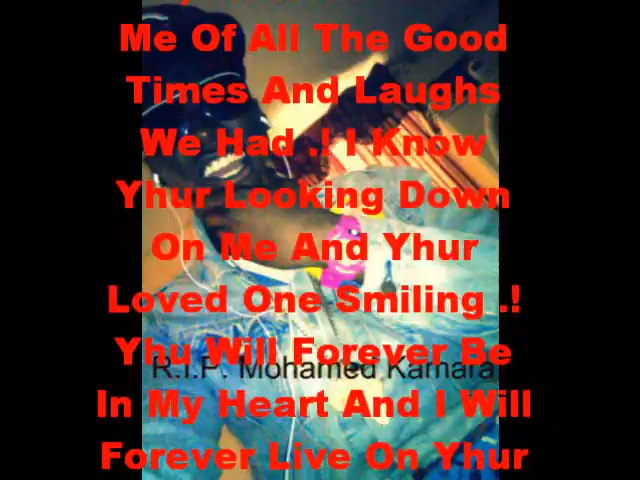 Me Of All The Good
Times And Laughs
We Had .! I Know
Yhur Looking Down
On Me And Yhur
Loved One Smiling .!
Yhu Will Forever Be
R.I.P. Mohamed Kamara
In My Heart And I Will
Forever Live On Yhur